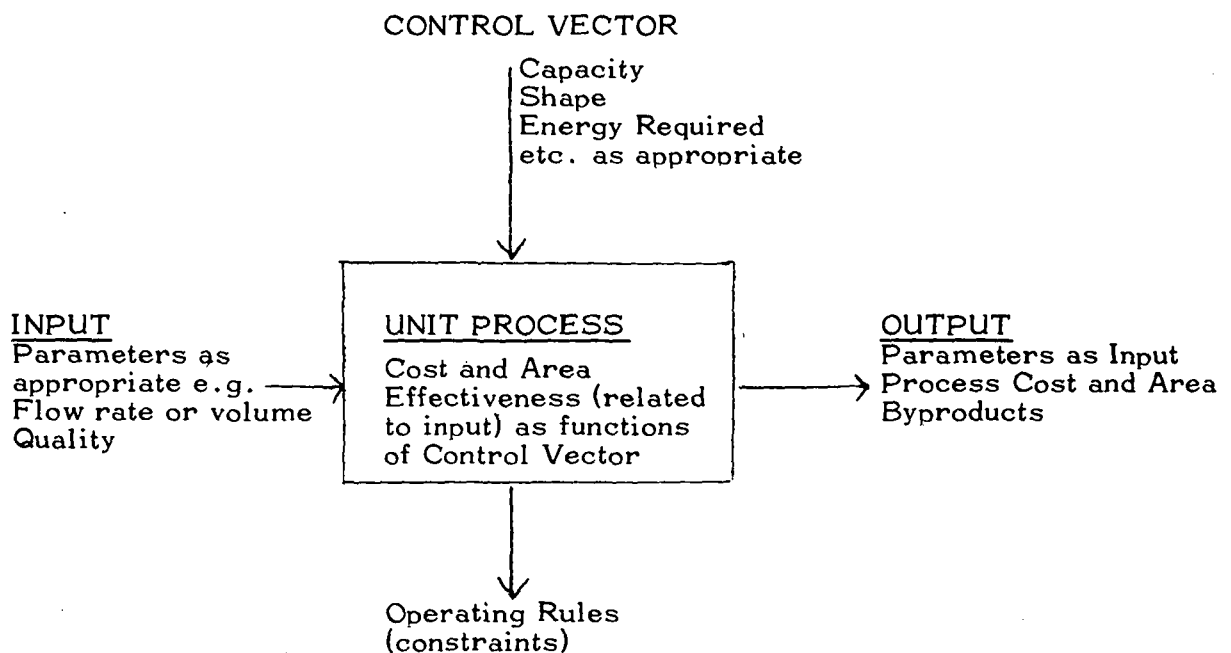 CONTROL VECTOR
Capacity
Shape
Energy Required
etc. as appropriate
INPUT
Parameters as
appropriate e.g.
Flow rate or volume
Quality
UNIT PROCESS
Cost and Area
Effectiveness (related
to input) as functions
of Control Vector
OUTPUT
Parameters as Input
Process Cost and Area
Byproducts
Operating Rules
(constraints)